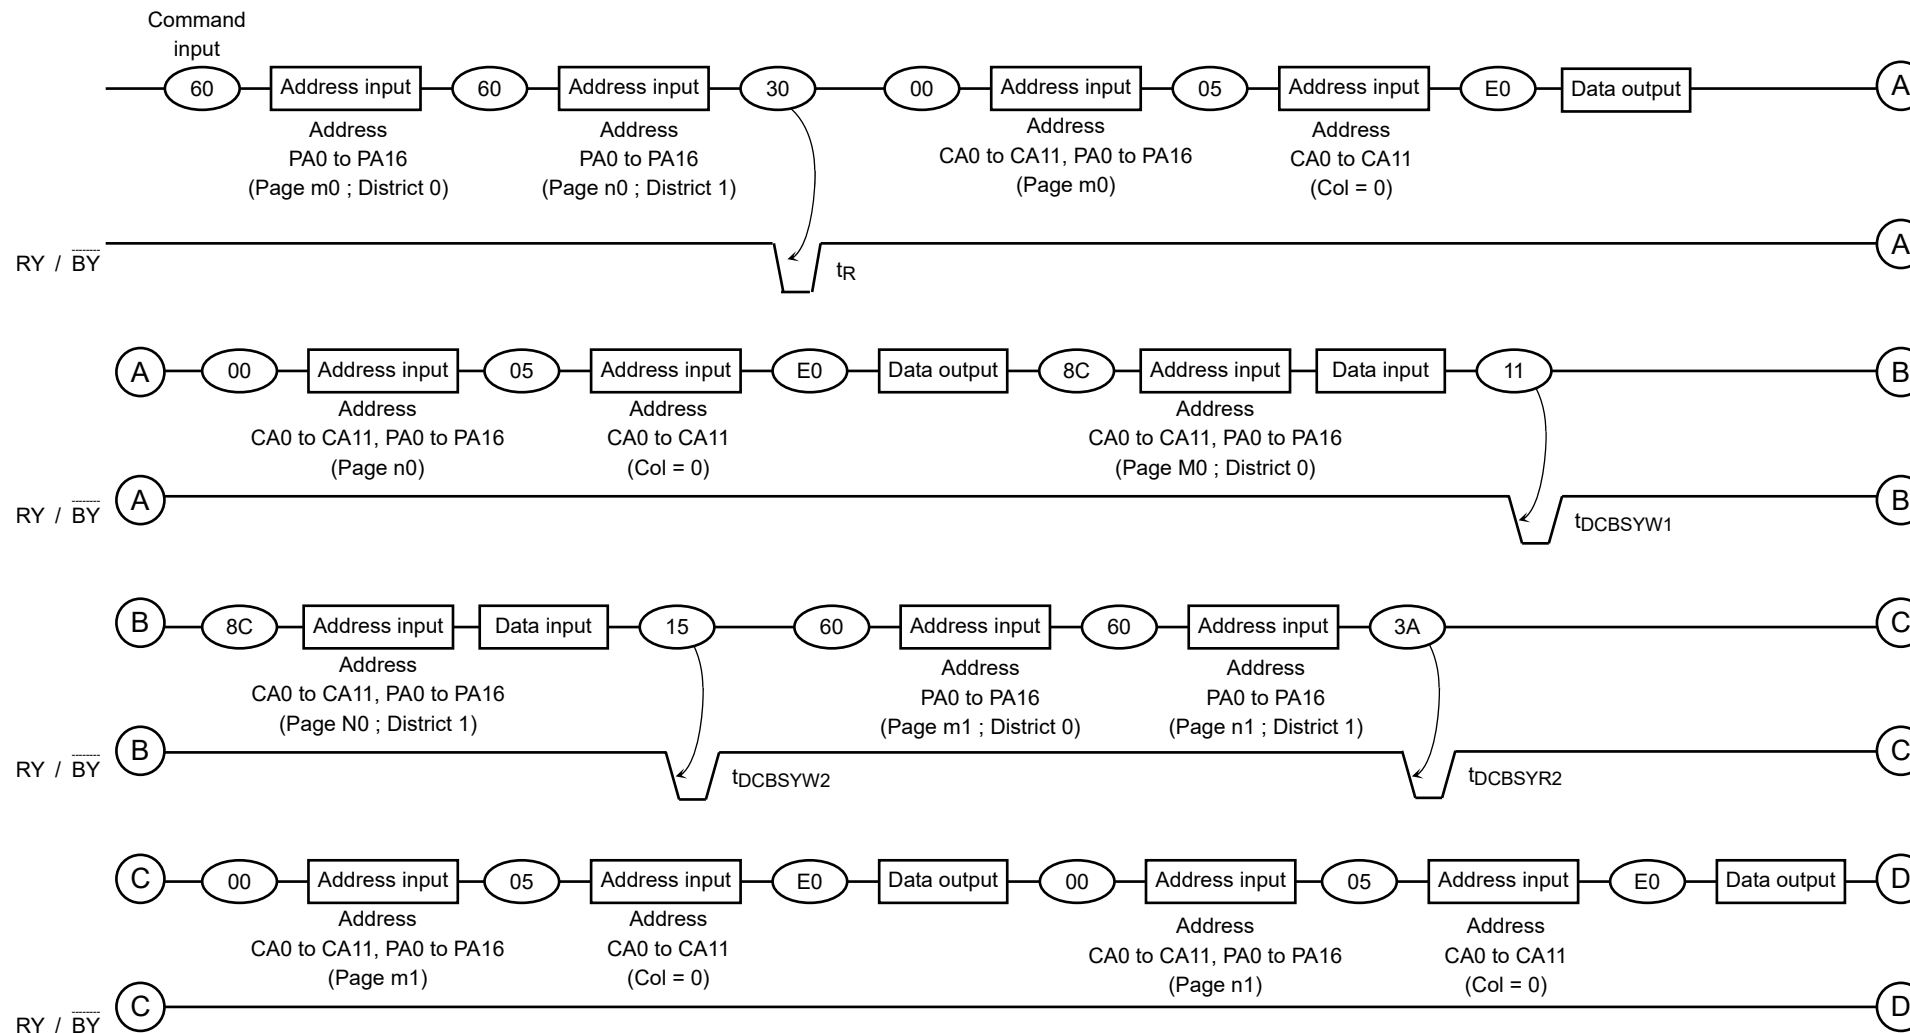 Command
input
60 Address input 60 Address input 30 00 Address input 05 Address input E0 Data output A
Address
PA0 to PA16
(Page m0 ; District 0)
Address
PA0 to PA16
(Page n0 ; District 1)
Address
CA0 to CA11, PA0 to PA16
(Page m0)
Address
CA0 to CA11
(Col = 0)
RY / BY tR A
A 00 Address input 05 Address input E0 Data output 8C Address input Data input 11 B
Address
CA0 to CA11, PA0 to PA16
(Page n0)
Address
CA0 to CA11
(Col = 0)
Address
CA0 to CA11, PA0 to PA16
(Page M0 ; District 0)
RY / BY A tDCBSYW1 B
B 8C Address input Data input 15 60 Address input 60 Address input 3A C
Address
CA0 to CA11, PA0 to PA16
(Page N0 ; District 1)
Address
PA0 to PA16
(Page m1 ; District 0)
Address
PA0 to PA16
(Page n1 ; District 1)
RY / BY B tDCBSYW2 tDCBSYR2 C
C 00 Address input 05 Address input E0 Data output 00 Address input 05 Address input E0 Data output D
Address
CA0 to CA11, PA0 to PA16
(Page m1)
Address
CA0 to CA11
(Col = 0)
Address
CA0 to CA11, PA0 to PA16
(Page n1)
Address
CA0 to CA11
(Col = 0)
RY / BY C D